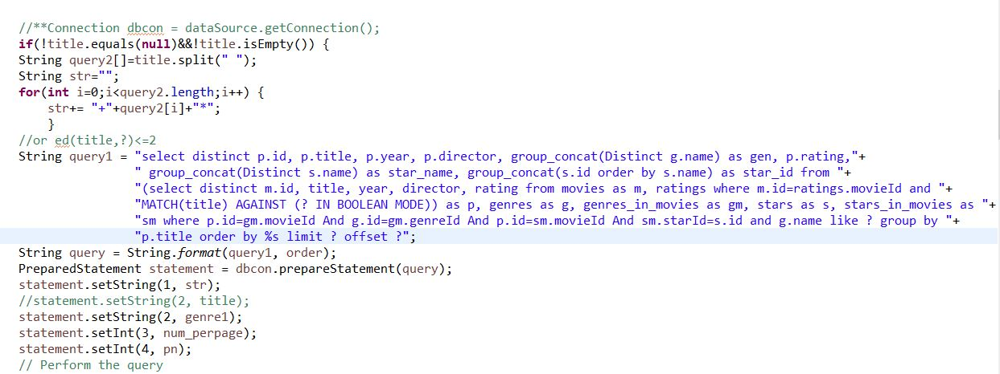 //**Connection dbcon = dataSource.getConnection();
if(!title.equals(null)&&!title.isEmpty()) {
String query2[]=title.split(" ");
String str="";
for(int i=0;i<query2.length;i++) {
    str+= "+"+query2[i]+"*";
    }
//or ed(title,?)<=2
String query1 = "select distinct p.id, p.title, p.year, p.director, group_concat(Distinct g.name) as gen, p.rating,"+
                " group_concat(Distinct s.name) as star_name, group_concat(s.id order by s.name) as star_id from "+
                "(select distinct m.id, title, year, director, rating from movies as m, ratings where m.id=ratings.movieId and "+
                "MATCH(title) AGAINST (? IN BOOLEAN MODE)) as p, genres as g, genres_in_movies as gm, stars as s, stars_in_movies as "+
                "sm where p.id=gm.movieId And g.id=gm.genreId And p.id=sm.movieId And sm.starId=s.id and g.name like ? group by "+
                "p.title order by %s limit ? offset ?";
String query = String.format(query1, order);
PreparedStatement statement = dbcon.prepareStatement(query);
statement.setString(1, str);
//statement.setString(2, title);
statement.setString(2, genre1);
statement.setInt(3, num_perpage);
statement.setInt(4, pn);
// Perform the query